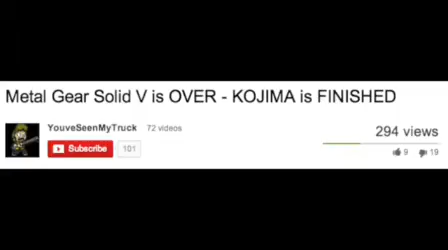 Metal Gear Solid V is OVER - KOJIMA is FINISHED
YouveSeenMyTruck 72 videos
Subscribe 101
294 views
9 19